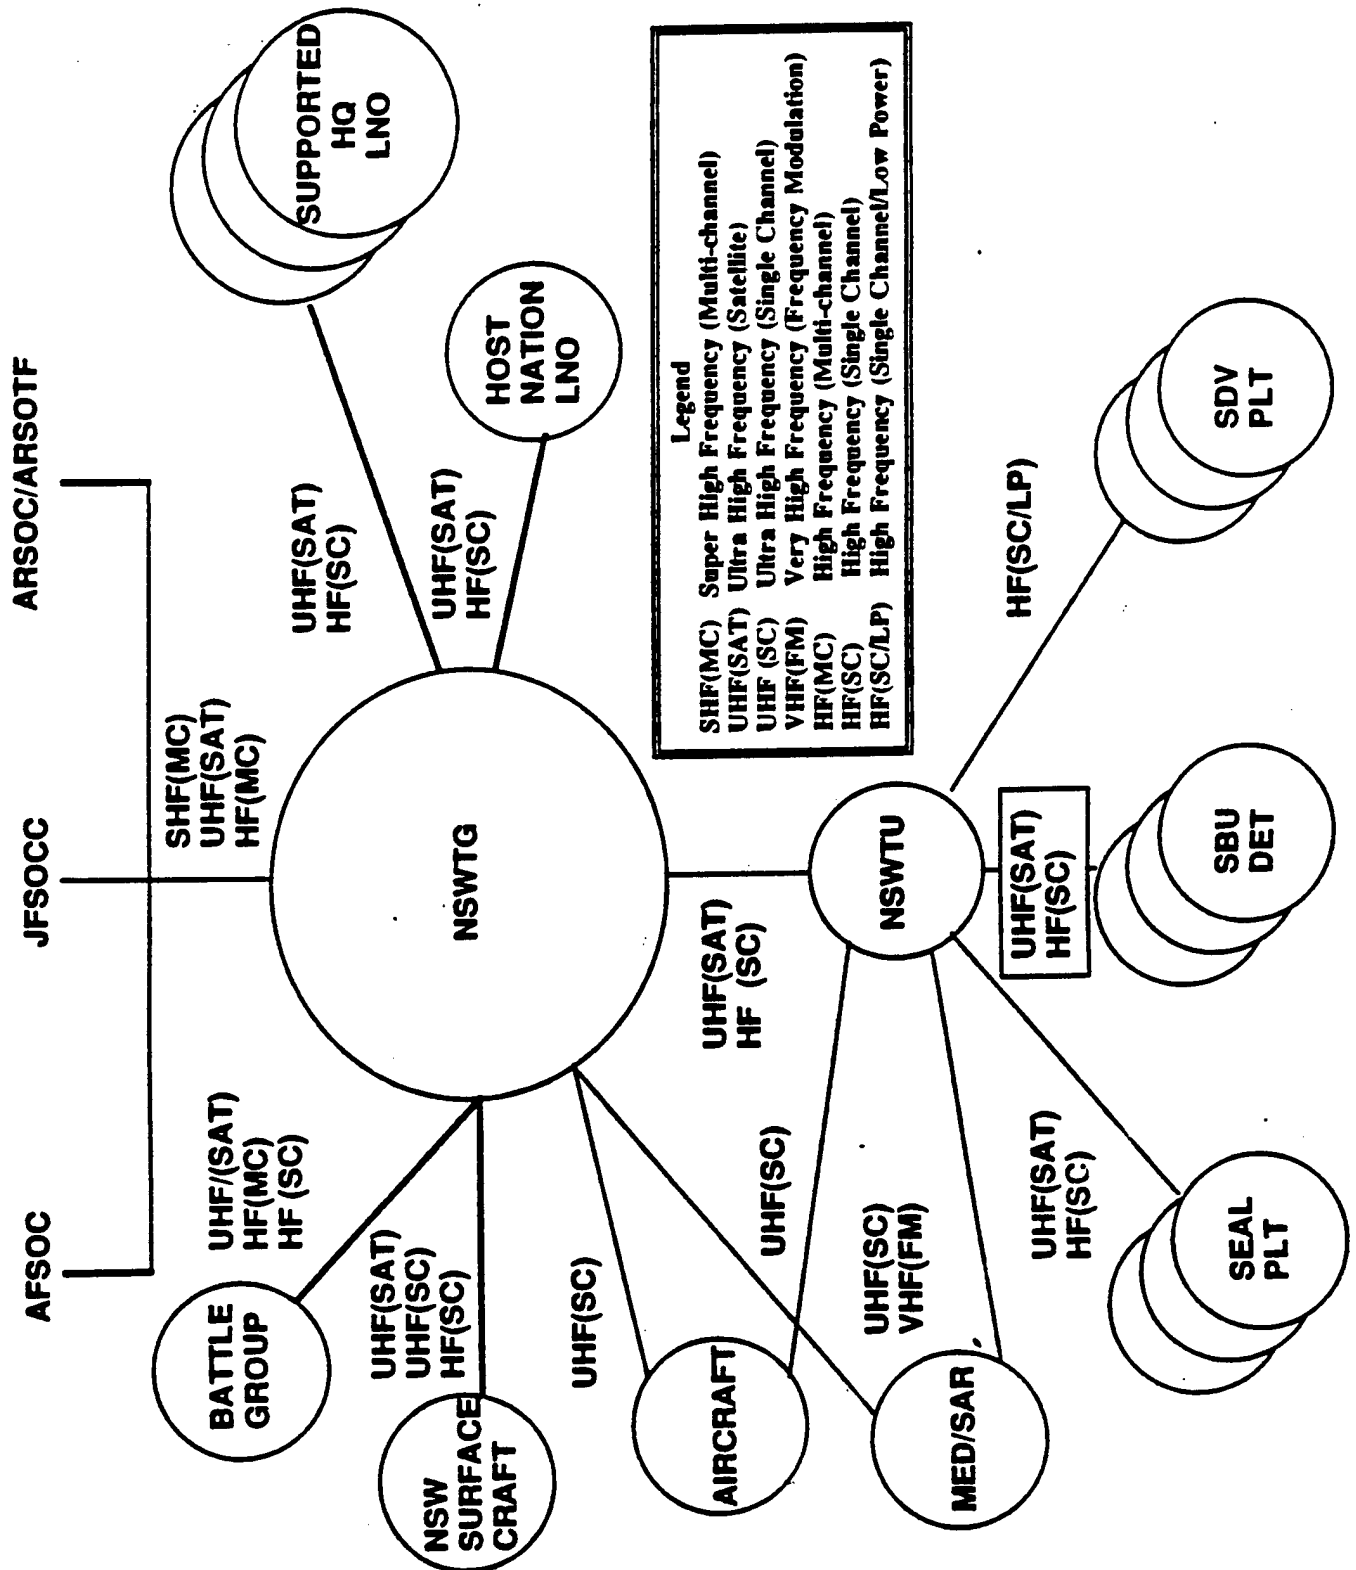 AFSOC
JFSOCC
ARSOC/ARSOTF
SHF(MC)
UHF(SAT)
HF(MC)
BATTLE
GROUP
UHF/(SAT)
HF(MC)
HF (SC)
NSW
SURFACE
CRAFT
UHF(SAT)
UHF(SC)
HF(SC)
NSWTG
UHF(SAT)
HF(SC)
SUPPORTED
HQ
LNO
UHF(SAT)
HF(SC)
HOST
NATION
LNO
AIRCRAFT
UHF(SC)
UHF(SC)
UHF(SAT)
HF (SC)
MED/SAR
UHF(SC)
VHF(FM)
NSWTU
Legend
SHF(MC) Super High Frequency (Multi-channel)
UHF(SAT) Ultra High Frequency (Satellite)
UHF (SC) Ultra High Frequency (Single Channel)
VHF(FM) Very High Frequency (Frequency Modulation)
HF(MC) High Frequency (Multi-channel)
HF(SC) High Frequency (Single Channel)
HF(SC/LP) High Frequency (Single Channel/Low Power)
UHF(SAT)
HF(SC)
UHF(SAT)
HF(SC)
HF(SC/LP)
SEAL
PLT
SBU
DET
SDV
PLT